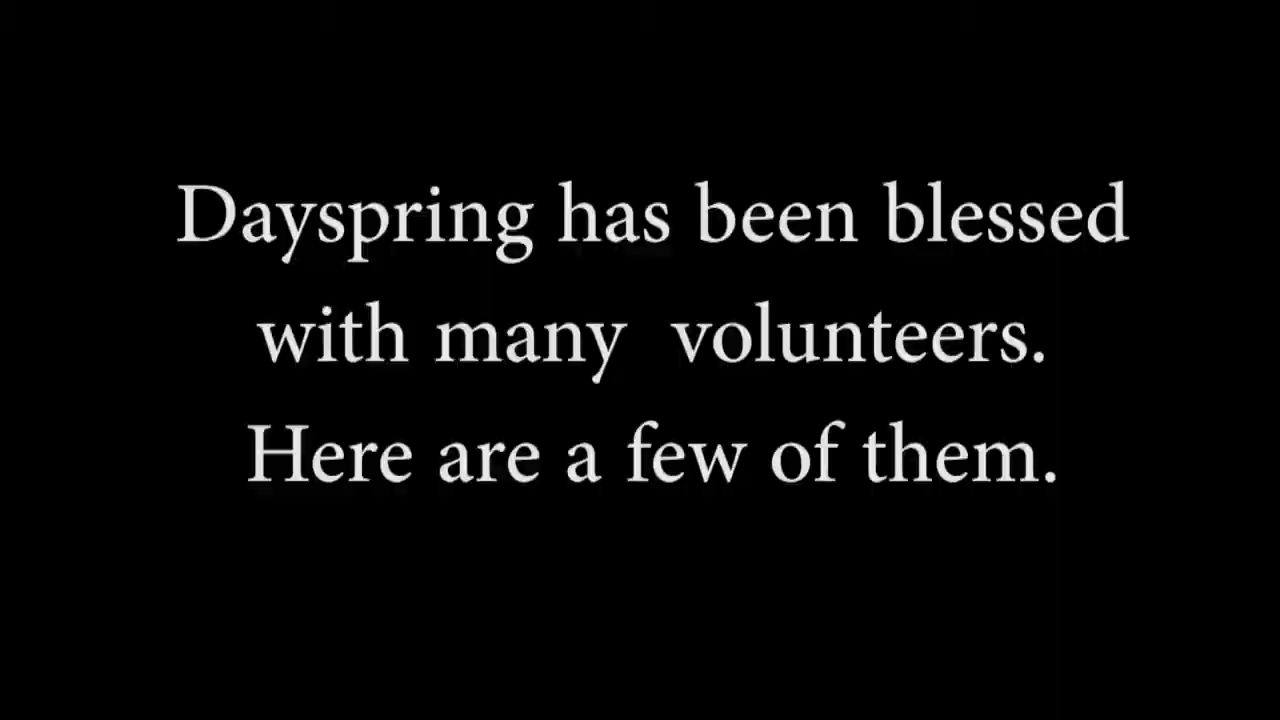 Dayspring has been blessed
with many  volunteers.
Here are a few of them.